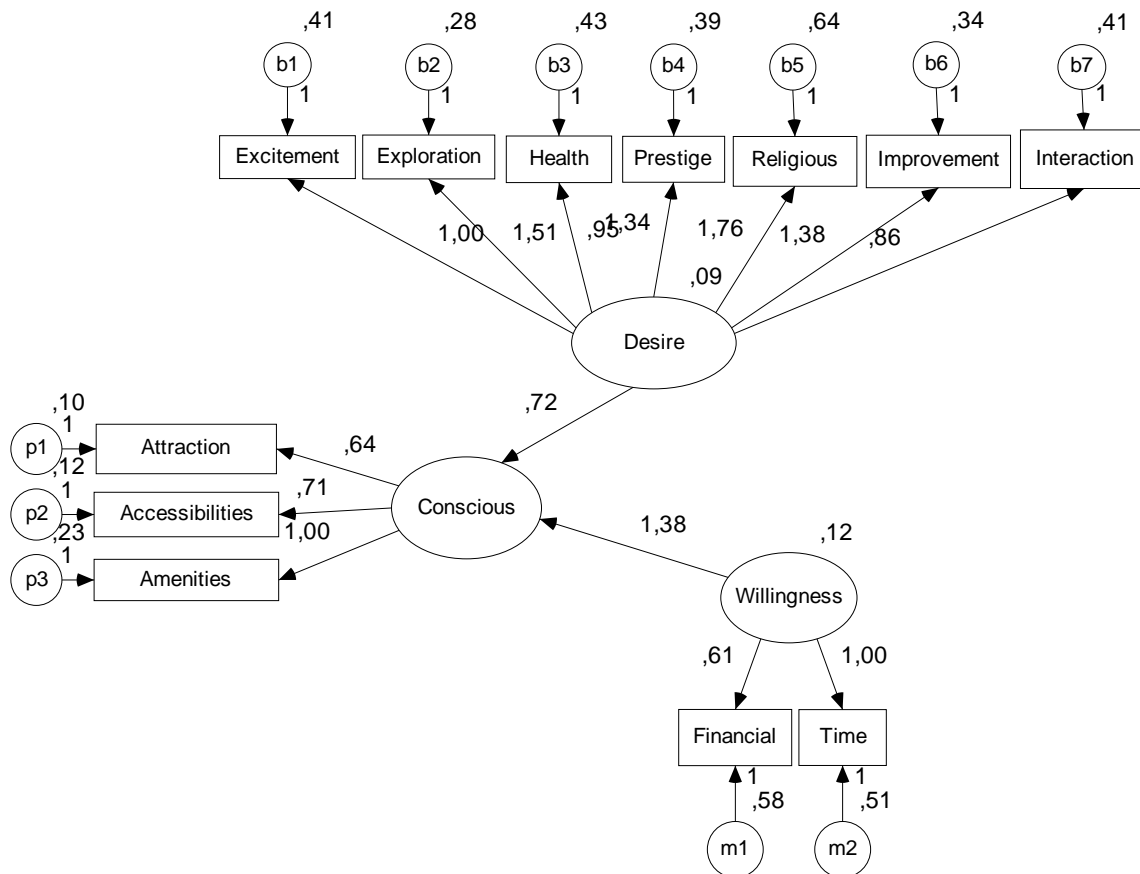 ,41 ,28 ,43 ,39 ,64 ,34 ,41
b1 b2 b3 b4 b5 b6 b7
1 1 1 1 1 1 1
Excitement Exploration Health Prestige Religious Improvement Interaction
1,00 1,51 ,95 1,34 1,76 1,38 ,86
,09
Desire
,72
,10
p1 1 Attraction ,64
,12
p2 1 Accessibilities ,71 Conscious
,23
p3 1 Amenities 1,00
1,38 ,12
Willingness
,61 1,00
Financial Time
1 1
,58 ,51
m1 m2